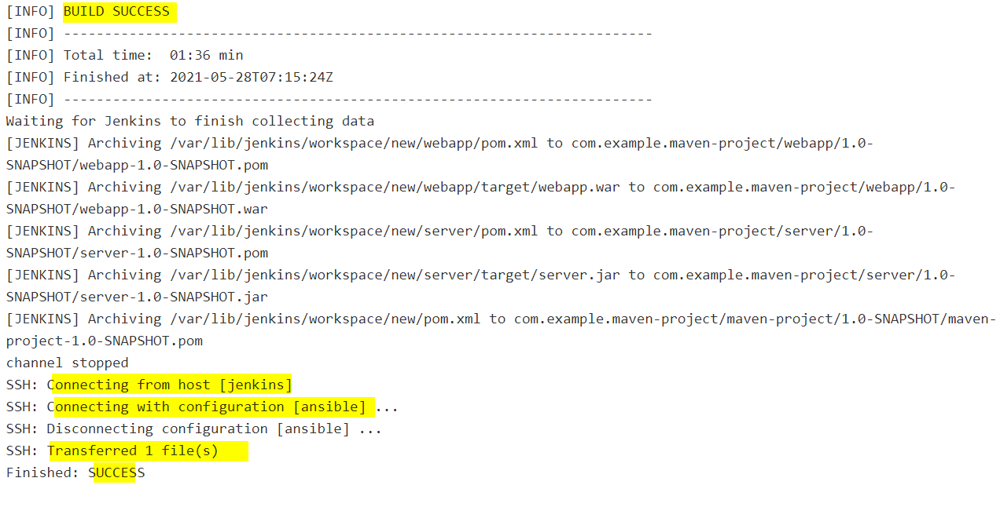 [INFO] BUILD SUCCESS
[INFO] ------------------------------------------------------------------------
[INFO] Total time:  01:36 min
[INFO] Finished at: 2021-05-28T07:15:24Z
[INFO] ------------------------------------------------------------------------
Waiting for Jenkins to finish collecting data
[JENKINS] Archiving /var/lib/jenkins/workspace/new/webapp/pom.xml to com.example.maven-project/webapp/1.0-
SNAPSHOT/webapp-1.0-SNAPSHOT.pom
[JENKINS] Archiving /var/lib/jenkins/workspace/new/webapp/target/webapp.war to com.example.maven-project/webapp/1.0-
SNAPSHOT/webapp-1.0-SNAPSHOT.war
[JENKINS] Archiving /var/lib/jenkins/workspace/new/server/pom.xml to com.example.maven-project/server/1.0-
SNAPSHOT/server-1.0-SNAPSHOT.pom
[JENKINS] Archiving /var/lib/jenkins/workspace/new/server/target/server.jar to com.example.maven-project/server/1.0-
SNAPSHOT/server-1.0-SNAPSHOT.jar
[JENKINS] Archiving /var/lib/jenkins/workspace/new/pom.xml to com.example.maven-project/maven-project/1.0-SNAPSHOT/maven-
project-1.0-SNAPSHOT.pom
channel stopped
SSH: Connecting from host [jenkins]
SSH: Connecting with configuration [ansible] ...
SSH: Disconnecting configuration [ansible] ...
SSH: Transferred 1 file(s)
Finished: SUCCESS